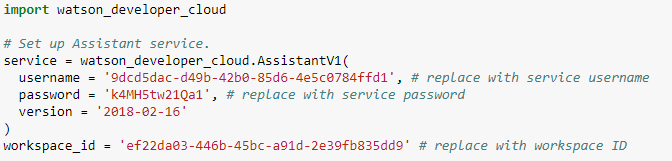 import watson_developer_cloud
# Set up Assistant service.
service = watson_developer_cloud.AssistantV1(
  username = '9dcd5dac-d49b-42b0-85d6-4e5c0784ffd1', # replace with service username
  password = 'k4MH5tw21Qa1', # replace with service password
  version = '2018-02-16'
)
workspace_id = 'ef22da03-446b-45bc-a91d-2e39fb835dd9' # replace with workspace ID